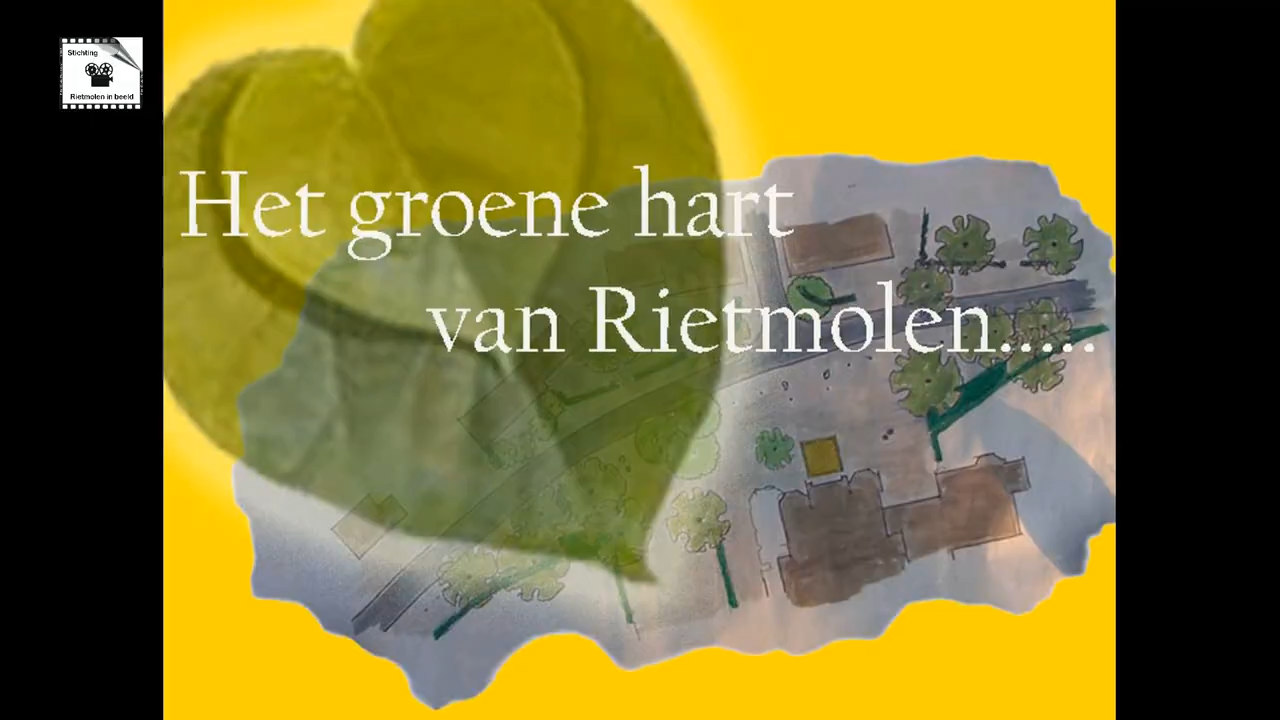 Stichting
Rietmolen in beeld
Het groene hart
van Rietmolen.....